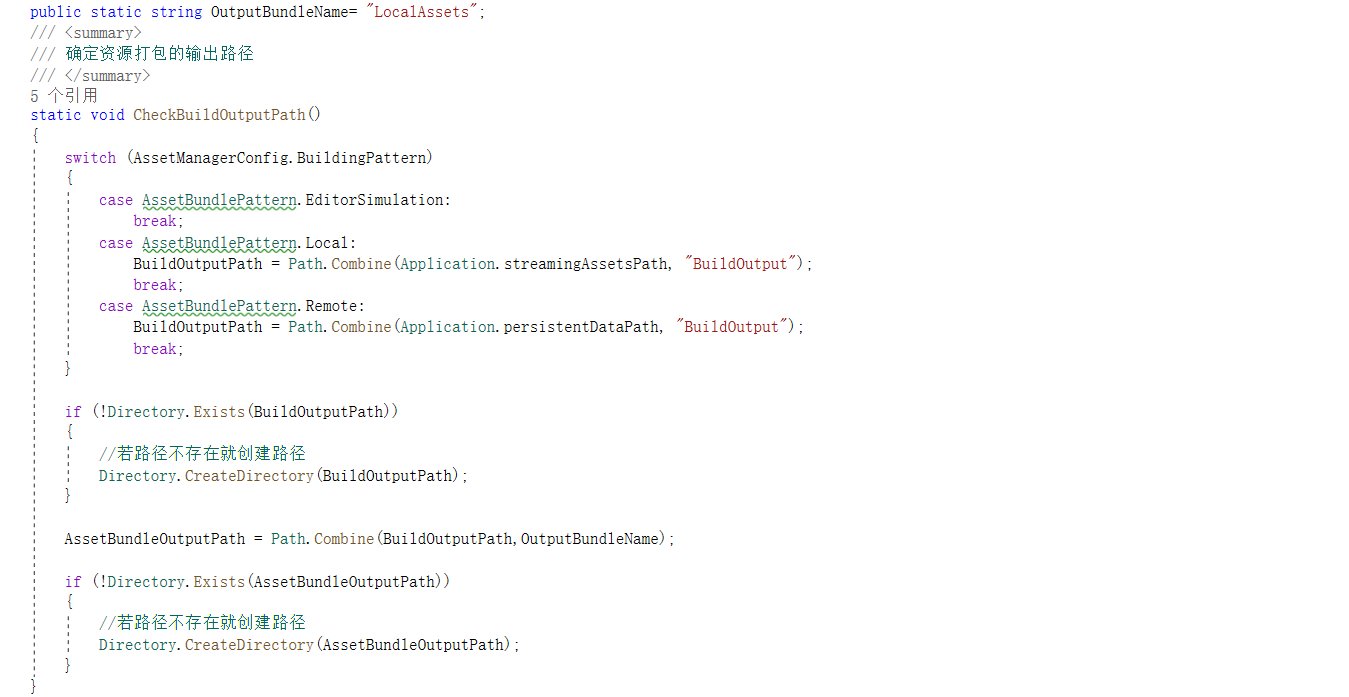 public static string OutputBundleName= "LocalAssets";
/// <summary>
/// 确定资源打包的输出路径
/// </summary>
5 个引用
static void CheckBuildOutputPath()
{
    switch (AssetManagerConfig.BuildingPattern)
    {
        case AssetBundlePattern.EditorSimulation:
            break;
        case AssetBundlePattern.Local:
            BuildOutputPath = Path.Combine(Application.streamingAssetsPath, "BuildOutput");
            break;
        case AssetBundlePattern.Remote:
            BuildOutputPath = Path.Combine(Application.persistentDataPath, "BuildOutput");
            break;
    }
    if (!Directory.Exists(BuildOutputPath))
    {
        //若路径不存在就创建路径
        Directory.CreateDirectory(BuildOutputPath);
    }
    AssetBundleOutputPath = Path.Combine(BuildOutputPath,OutputBundleName);
    if (!Directory.Exists(AssetBundleOutputPath))
    {
        //若路径不存在就创建路径
        Directory.CreateDirectory(AssetBundleOutputPath);
    }
}